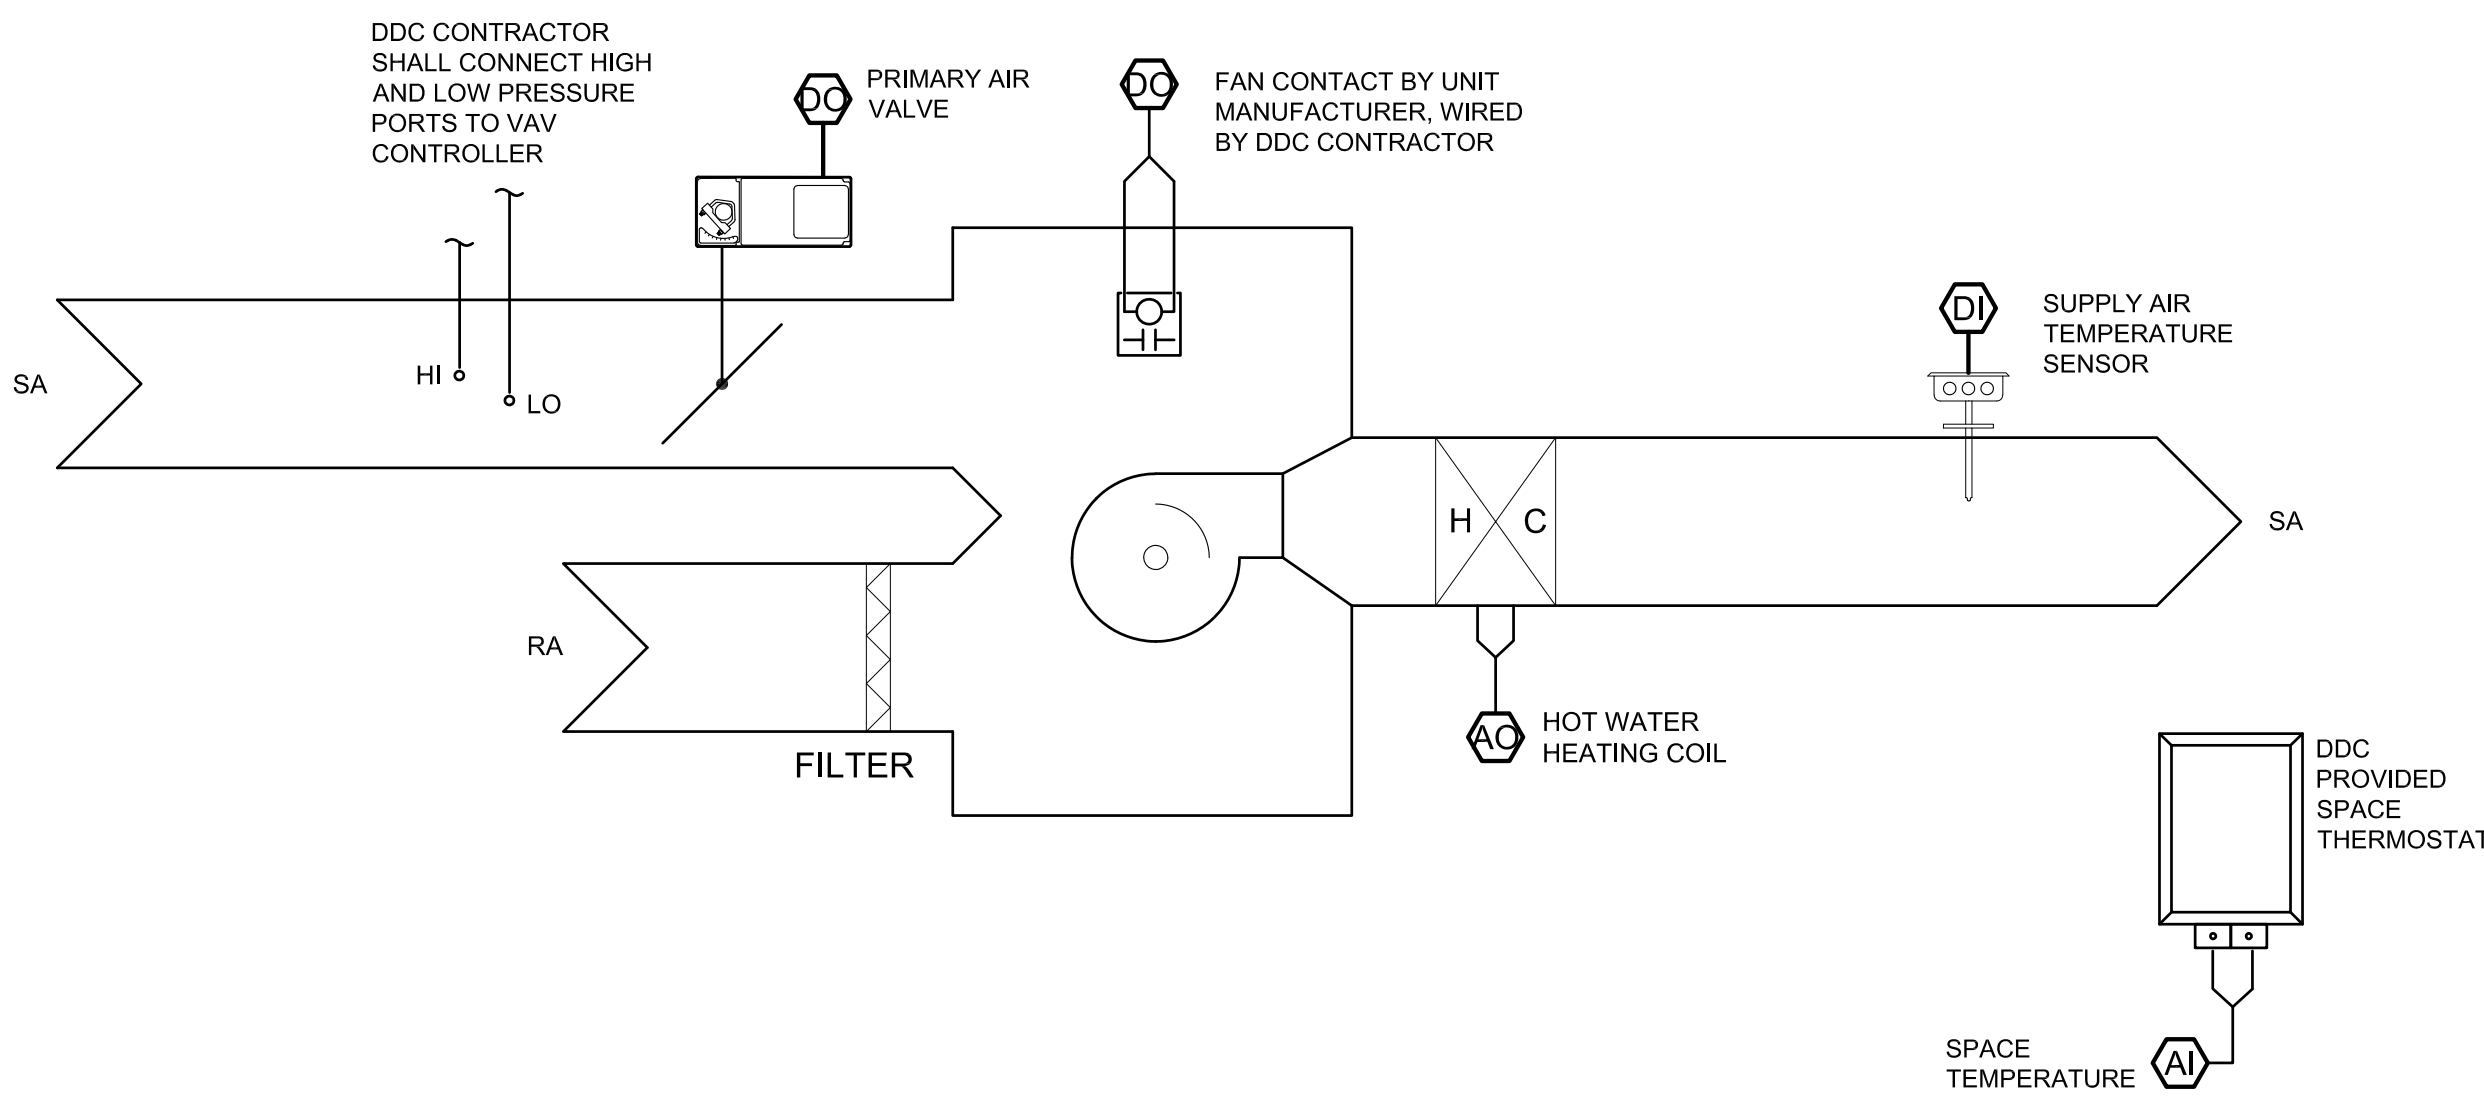 DDC CONTRACTOR
SHALL CONNECT HIGH
AND LOW PRESSURE
PORTS TO VAV
CONTROLLER
DO
PRIMARY AIR
VALVE
DO
FAN CONTACT BY UNIT
MANUFACTURER, WIRED
BY DDC CONTRACTOR
SA
HI
LO
DI
SUPPLY AIR
TEMPERATURE
SENSOR
H
C
SA
RA
FILTER
AO
HOT WATER
HEATING COIL
DDC
PROVIDED
SPACE
THERMOSTAT
SPACE
TEMPERATURE
AI